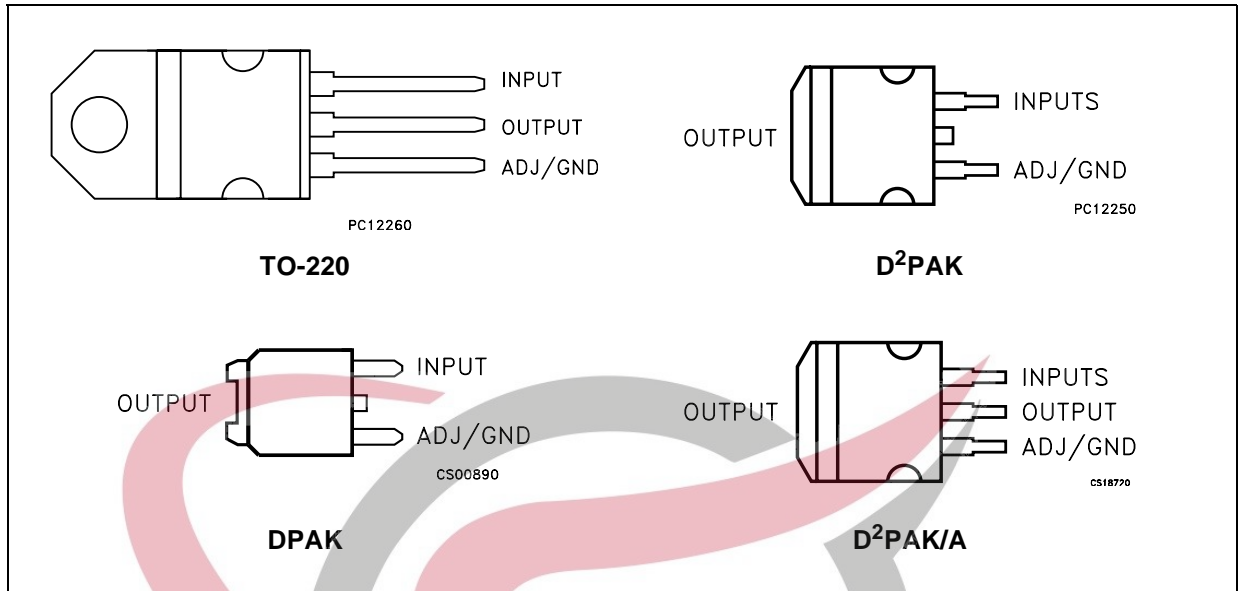 INPUT
OUTPUT
ADJ/GND
PC12260
TO-220
OUTPUT
INPUTS
ADJ/GND
PC12250
D²PAK
OUTPUT
INPUT
ADJ/GND
CS00890
DPAK
OUTPUT
INPUTS
OUTPUT
ADJ/GND
CS18720
D²PAK/A